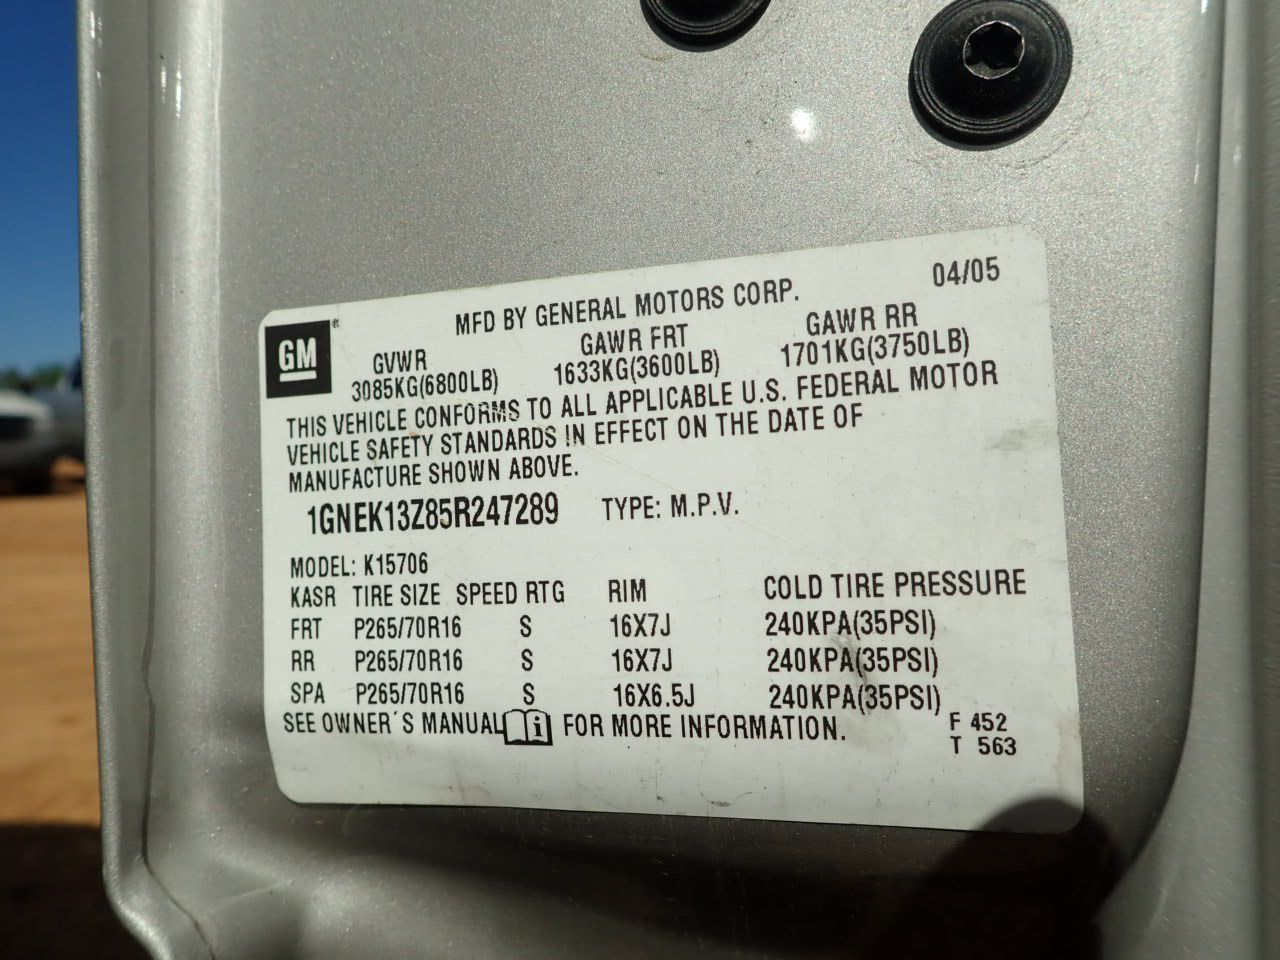 MFD BY GENERAL MOTORS CORP. 04/05
GM ®
GVWR GAWR FRT GAWR RR
3085KG(6800LB) 1633KG(3600LB) 1701KG(3750LB)
THIS VEHICLE CONFORMS TO ALL APPLICABLE U.S. FEDERAL MOTOR
VEHICLE SAFETY STANDARDS IN EFFECT ON THE DATE OF
MANUFACTURE SHOWN ABOVE.
1GNEK13Z85R247289 TYPE: M.P.V.
MODEL: K15706
KASR TIRE SIZE SPEED RTG RIM COLD TIRE PRESSURE
FRT P265/70R16 S 16X7J 240KPA(35PSI)
RR P265/70R16 S 16X7J 240KPA(35PSI)
SPA P265/70R16 S 16X6.5J 240KPA(35PSI)
SEE OWNER´S MANUAL i FOR MORE INFORMATION.
F 452
T 563